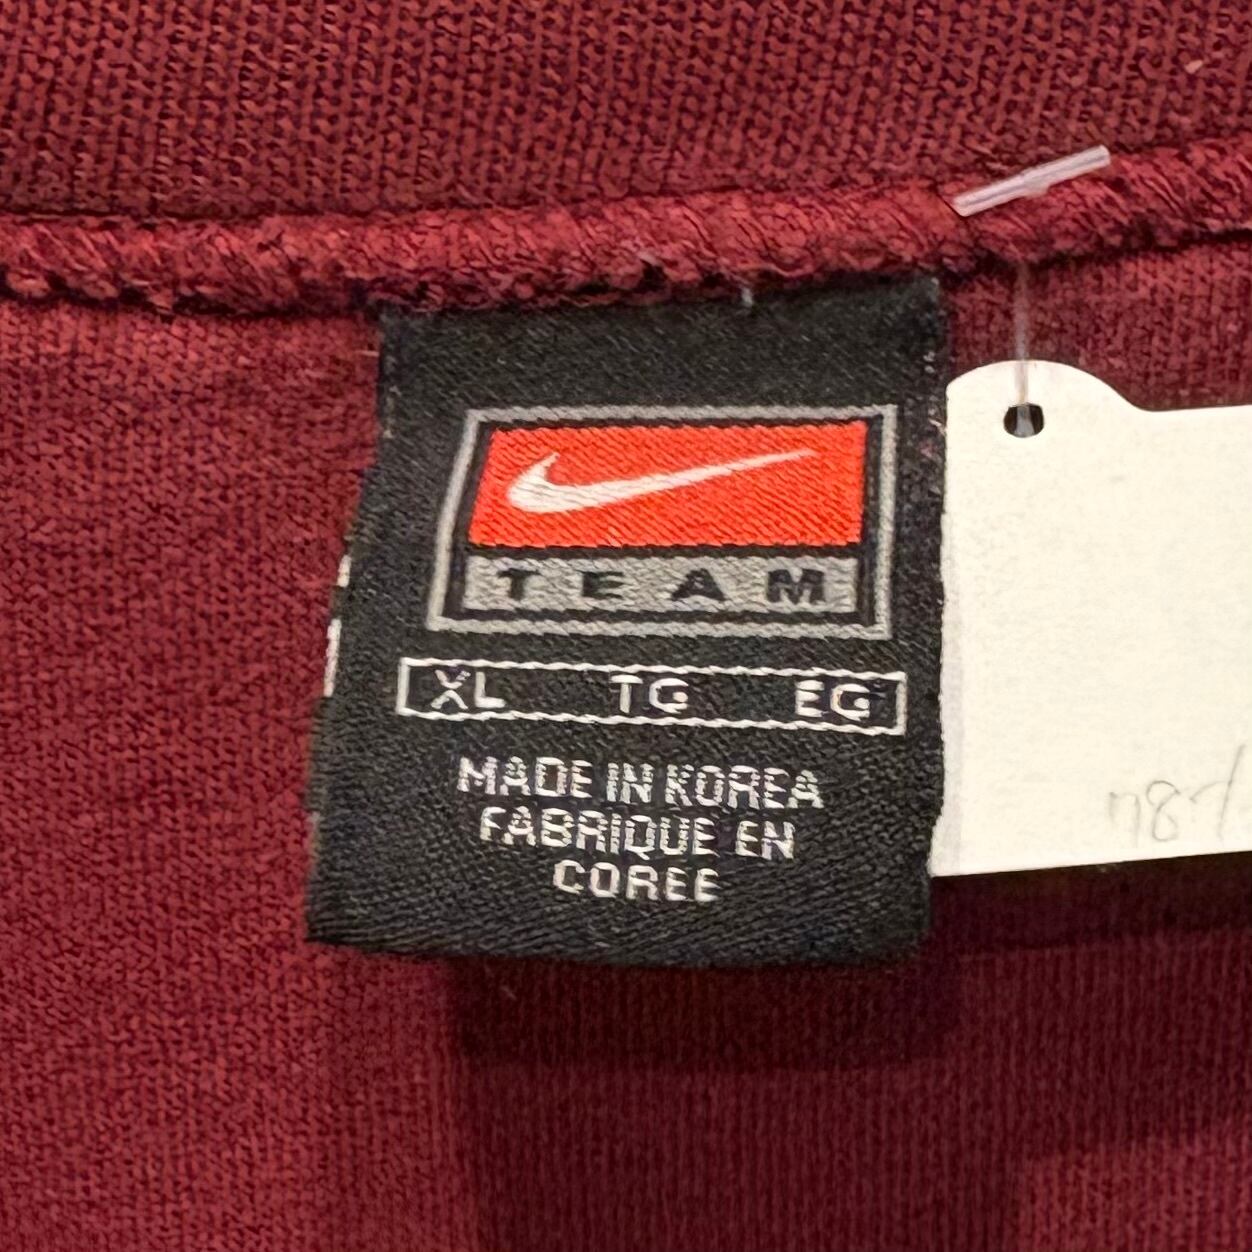 TEAM
XL TG EG
MADE IN KOREA
FABRIQUE EN
COREE